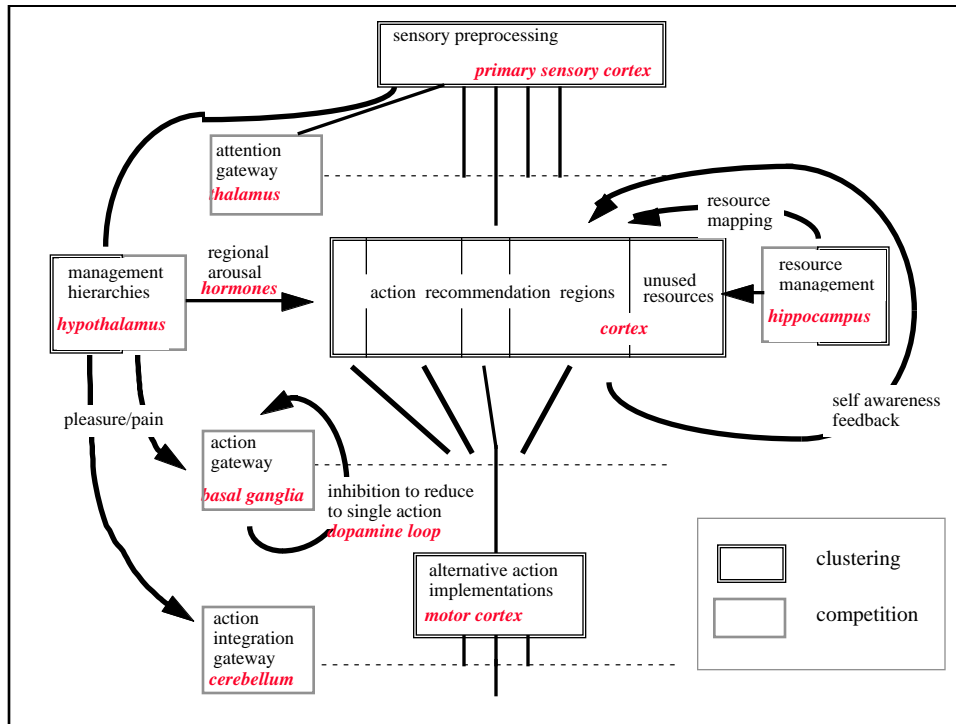 sensory preprocessing
primary sensory cortex
attention
gateway
thalamus
resource
mapping
management
hierarchies
hypothalamus
regional
arousal
hormones
action recommendation regions
cortex
unused
resources
resource
management
hippocampus
pleasure/pain
self awareness
feedback
action
gateway
basal ganglia
inhibition to reduce
to single action
dopamine loop
alternative action
implementations
motor cortex
action
integration
gateway
cerebellum
clustering
competition